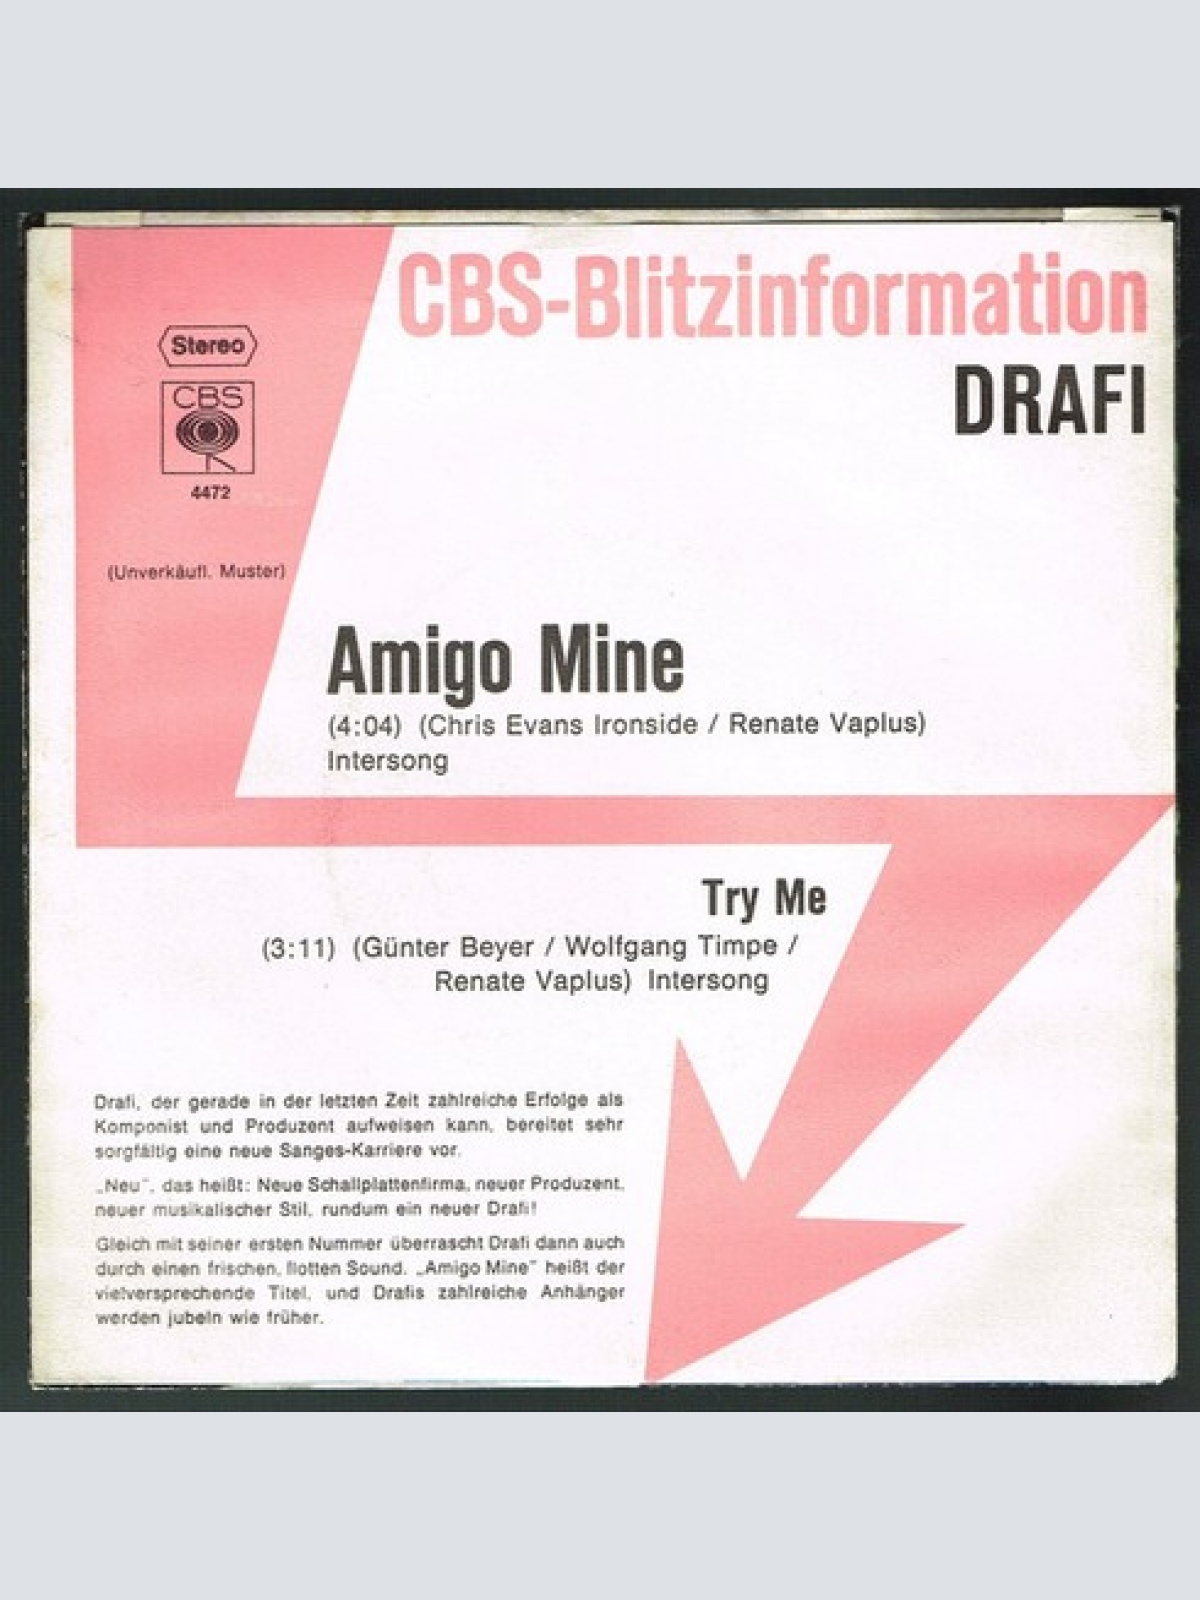 CBS-Blitzinformation
DRAFI
Stereo
CBS
4472
(Unverkäufl. Muster)
Amigo Mine
(4:04) (Chris Evans Ironside / Renate Vaplus)
Intersong
Try Me
(3:11) (Günter Beyer / Wolfgang Timpe /
Renate Vaplus) Intersong
Drafi, der gerade in der letzten Zeit zahlreiche Erfolge als
Komponist und Produzent aufweisen kann, bereitet sehr
sorgfältig eine neue Sanges-Karriere vor.
„Neu“, das heißt: Neue Schallplattenfirma, neuer Produzent,
neuer musikalischer Stil, rundum ein neuer Drafi!
Gleich mit seiner ersten Nummer überrascht Drafi dann auch
durch einen frischen, flotten Sound. „Amigo Mine“ heißt der
vielversprechende Titel, und Drafis zahlreiche Anhänger
werden jubeln wie früher.